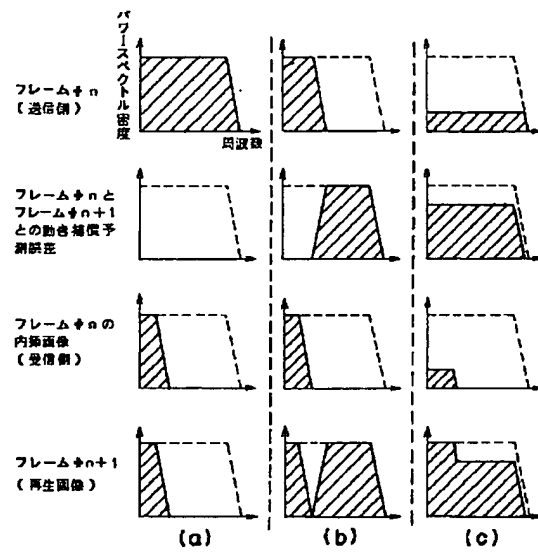 パワースペクトル密度
周波数
フレーム#n
(送信側)
フレーム#nと
フレーム#n+1
との動き補償予
測誤差
フレーム#nの
内挿画像
(受信側)
フレーム#n+1
(再生画像)
(a)
(b)
(c)